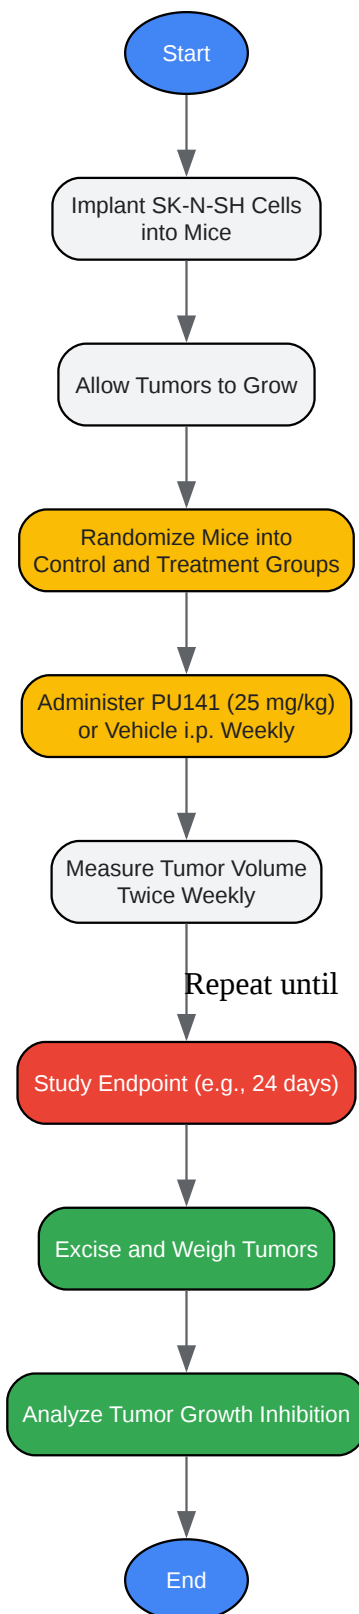 Start
Implant SK-N-SH Cells
into Mice
Allow Tumors to Grow
Randomize Mice into
Control and Treatment Groups
Administer PU141 (25 mg/kg)
or Vehicle i.p. Weekly
Measure Tumor Volume
Twice Weekly
Repeat until
Study Endpoint (e.g., 24 days)
Excise and Weigh Tumors
Analyze Tumor Growth Inhibition
End